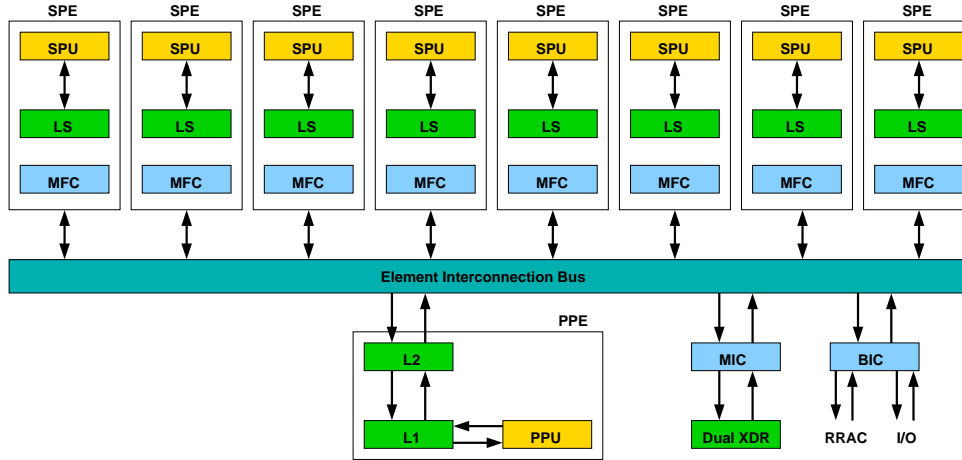 SPE SPE SPE SPE SPE SPE SPE SPE
SPU SPU SPU SPU SPU SPU SPU SPU
LS LS LS LS LS LS LS LS
MFC MFC MFC MFC MFC MFC MFC MFC
Element Interconnection Bus
PPE
L2 MIC BIC
L1 PPU Dual XDR RRAC I/O